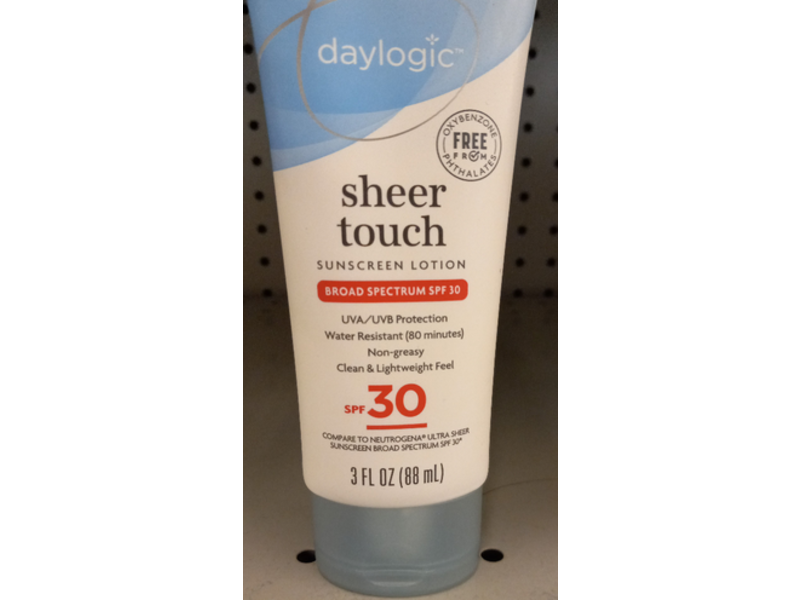 daylogic™
OXYBENZONE
FREE
FROM
PHTHALATES
sheer
touch
SUNSCREEN LOTION
BROAD SPECTRUM SPF 30
UVA/UVB Protection
Water Resistant (80 minutes)
Non-greasy
Clean & Lightweight Feel
SPF 30
COMPARE TO NEUTROGENA® ULTRA SHEER
SUNSCREEN BROAD SPECTRUM SPF 30*
3 FL OZ (88 mL)